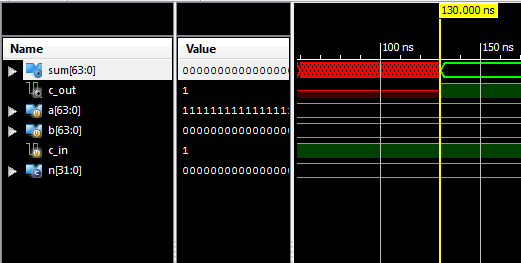 130.000 ns
Name Value
100 ns 150 ns
sum[63:0] 0000000000000000
c_out 1
a[63:0] 1111111111111111
b[63:0] 0000000000000000
c_in 1
n[31:0] 0000000000000000